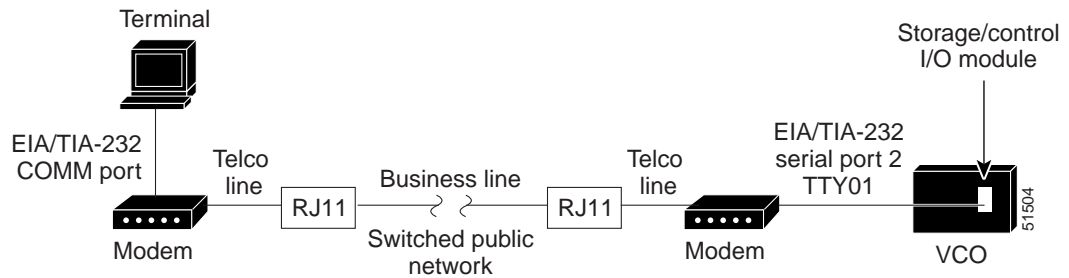 Terminal
Storage/control
I/O module
EIA/TIA-232
COMM port
Telco
line
Business line
Telco
line
EIA/TIA-232
serial port 2
TTY01
RJ11
RJ11
Switched public
network
Modem
Modem
VCO
51504